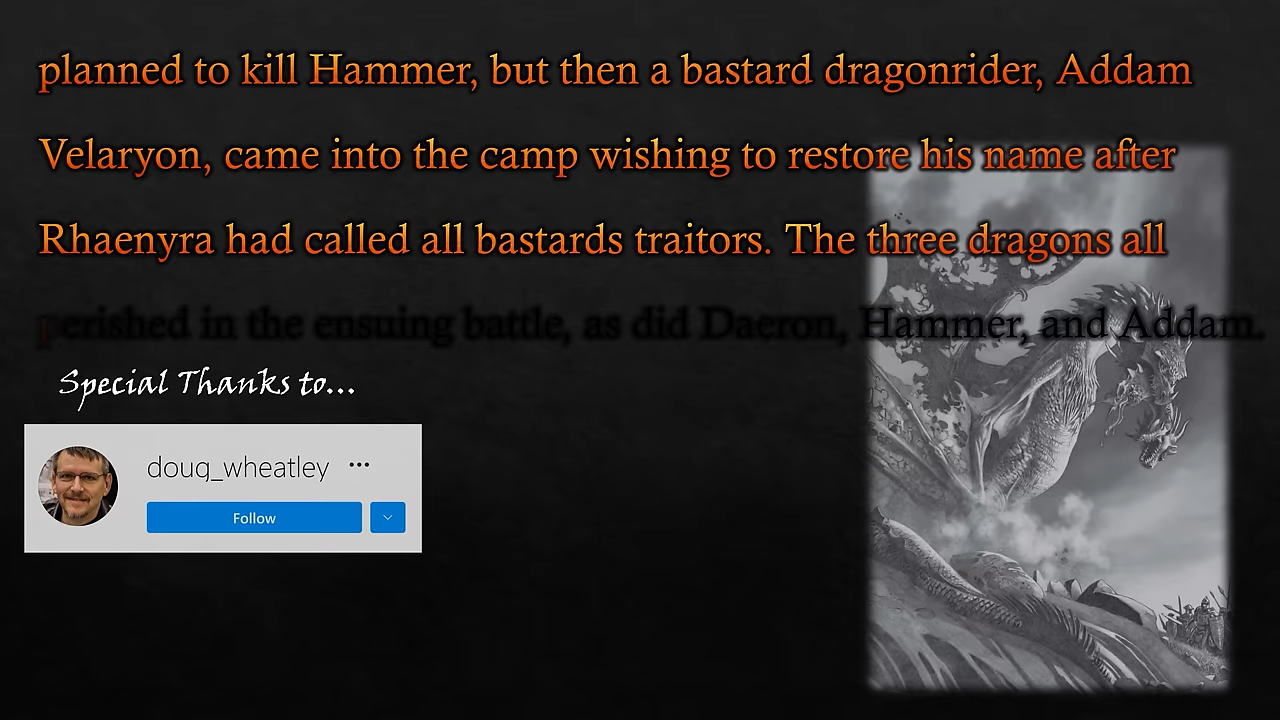 planned to kill Hammer, but then a bastard dragonrider, Addam
Velaryon, came into the camp wishing to restore his name after
Rhaenyra had called all bastards traitors. The three dragons all
perished in the ensuing battle, as did Daeron, Hammer, and Addam.
Special Thanks to...
doug_wheatley ...
Follow